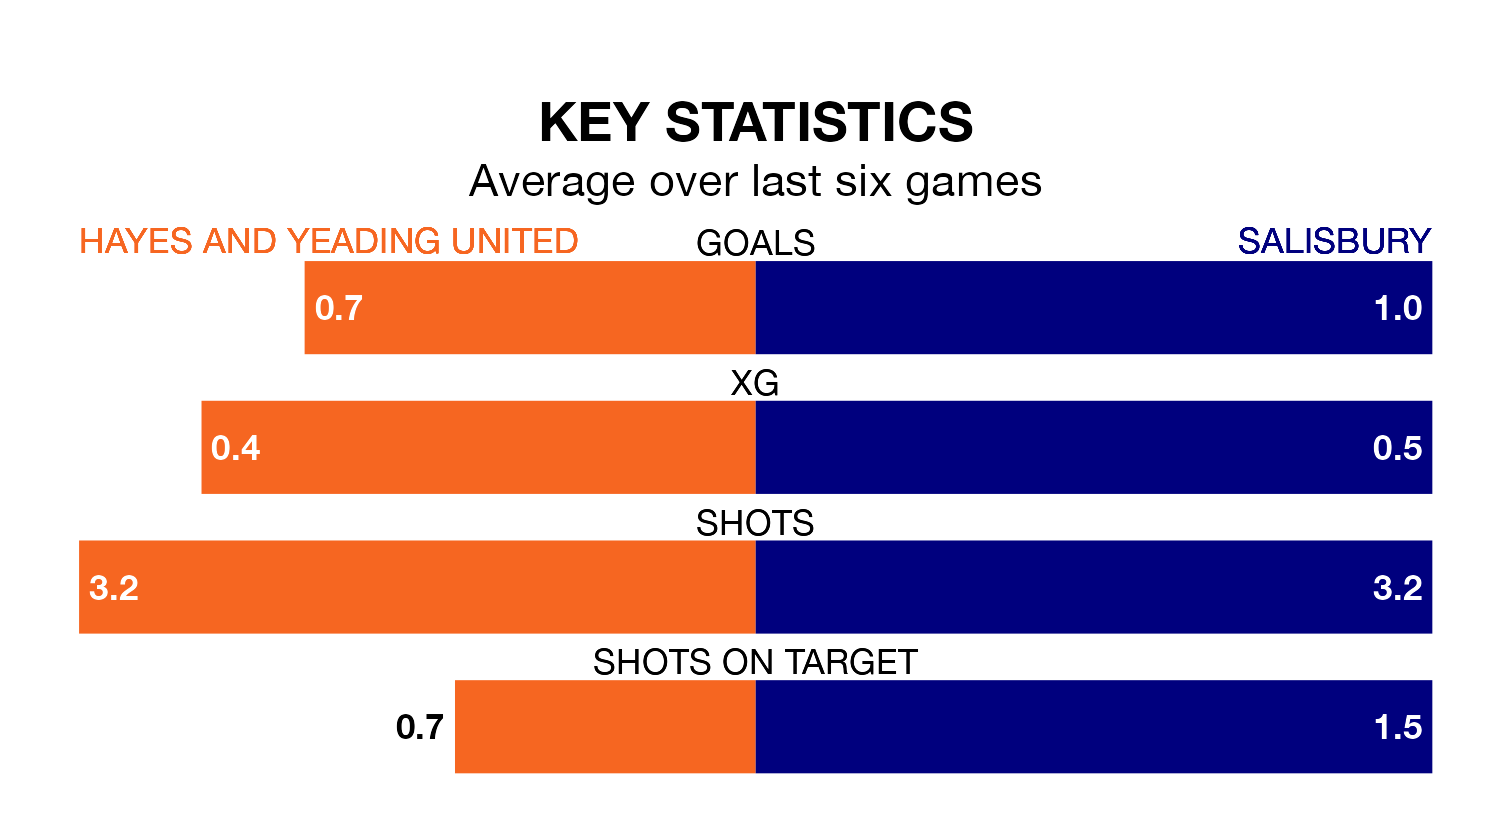 KEY STATISTICS
Average over last six games
HAYES AND YEADING UNITED GOALS SALISBURY
0.7 1.0
XG
0.4 0.5
SHOTS
3.2 3.2
SHOTS ON TARGET
0.7 1.5